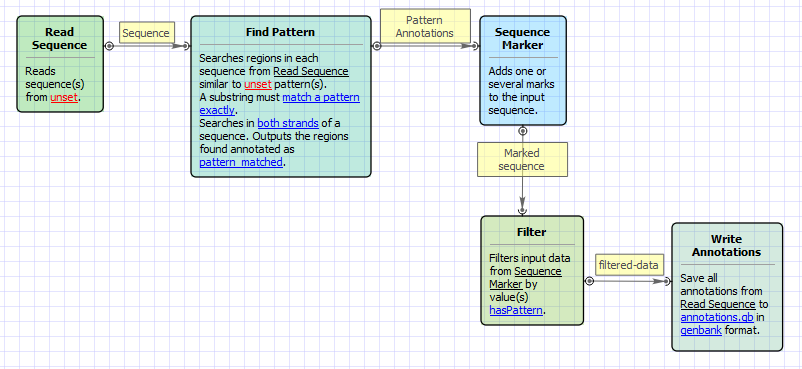 Read
Sequence
Reads
sequence(s)
from unset.
Sequence
Find Pattern
Searches regions in each
sequence from Read Sequence
similar to unset pattern(s).
A substring must match a pattern
exactly.
Searches in both strands of a
sequence. Outputs the regions
found annotated as
pattern_matched.
Pattern
Annotations
Sequence
Marker
Adds one or
several marks
to the input
sequence.
Marked
sequence
Filter
Filters input data
from Sequence
Marker by
value(s)
hasPattern.
filtered-data
Write
Annotations
Save all
annotations from
Read Sequence to
annotations.gb in
genbank format.